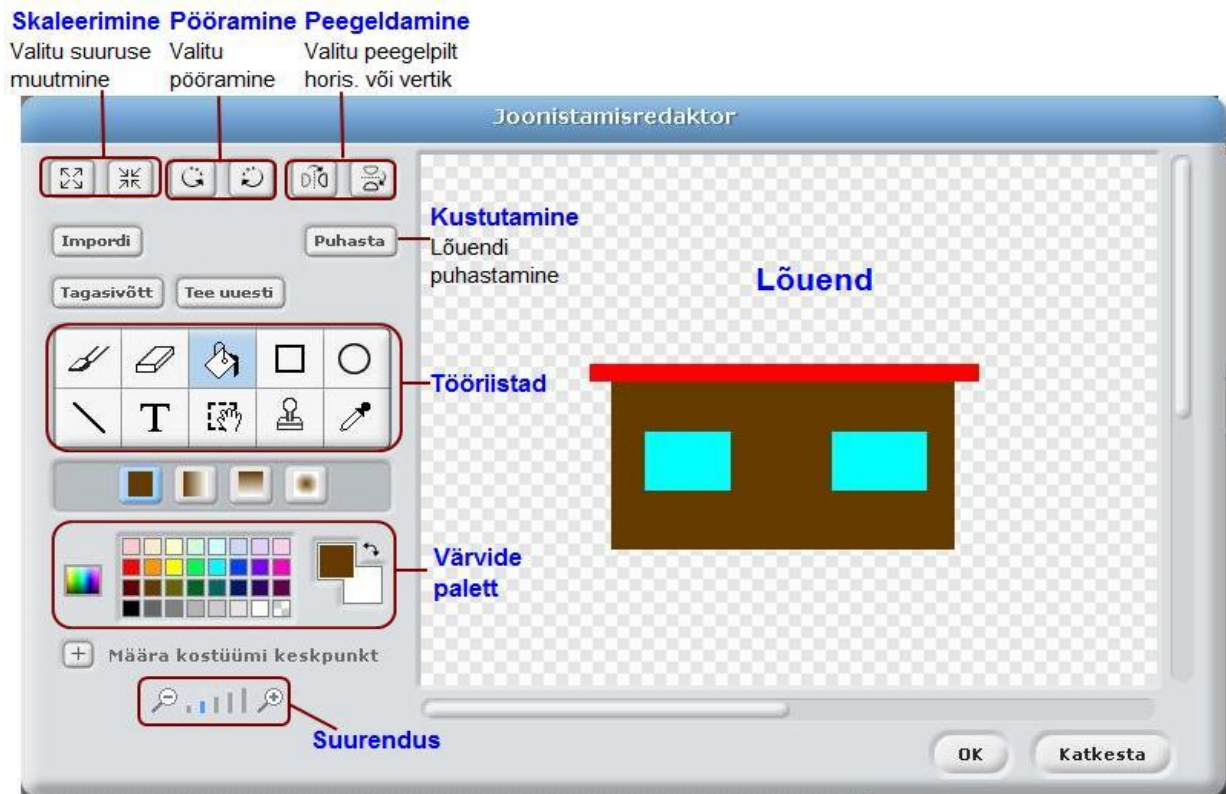 Skaleerimine Pööramine Peegeldamine
Valitu suuruse Valitu Valitu peegelpilt
muutmine pööramine horis. või vertik
Joonistamisredaktor
Impordi
Puhasta
Kustutamine
Lõuendi
puhastamine
Lõuend
Tagasivõtt
Tee uuesti
Tööriistad
T
Värvide
palett
Määra kostüümi keskpunkt
Suurendus
OK
Katkesta